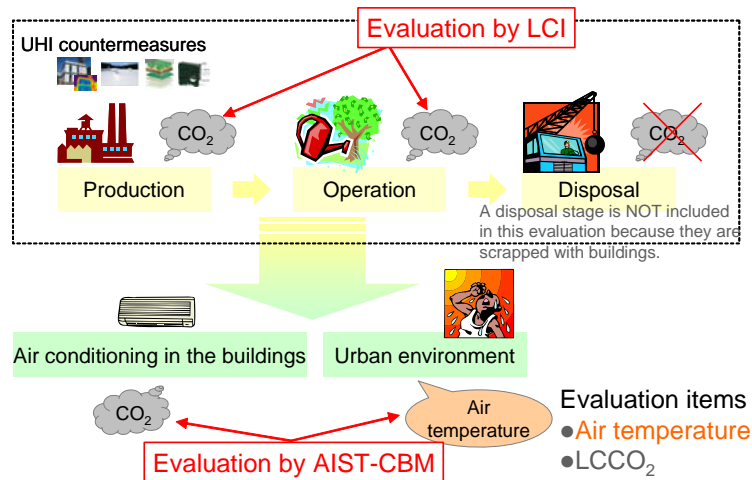 Evaluation by LCI
UHI countermeasures
CO2
CO2
CO2
Production
Operation
Disposal
A disposal stage is NOT included
in this evaluation because they are
scrapped with buildings.
Air conditioning in the buildings
Urban environment
CO2
Air
temperature
Evaluation by AIST-CBM
Evaluation items
●Air temperature
●LCCO2